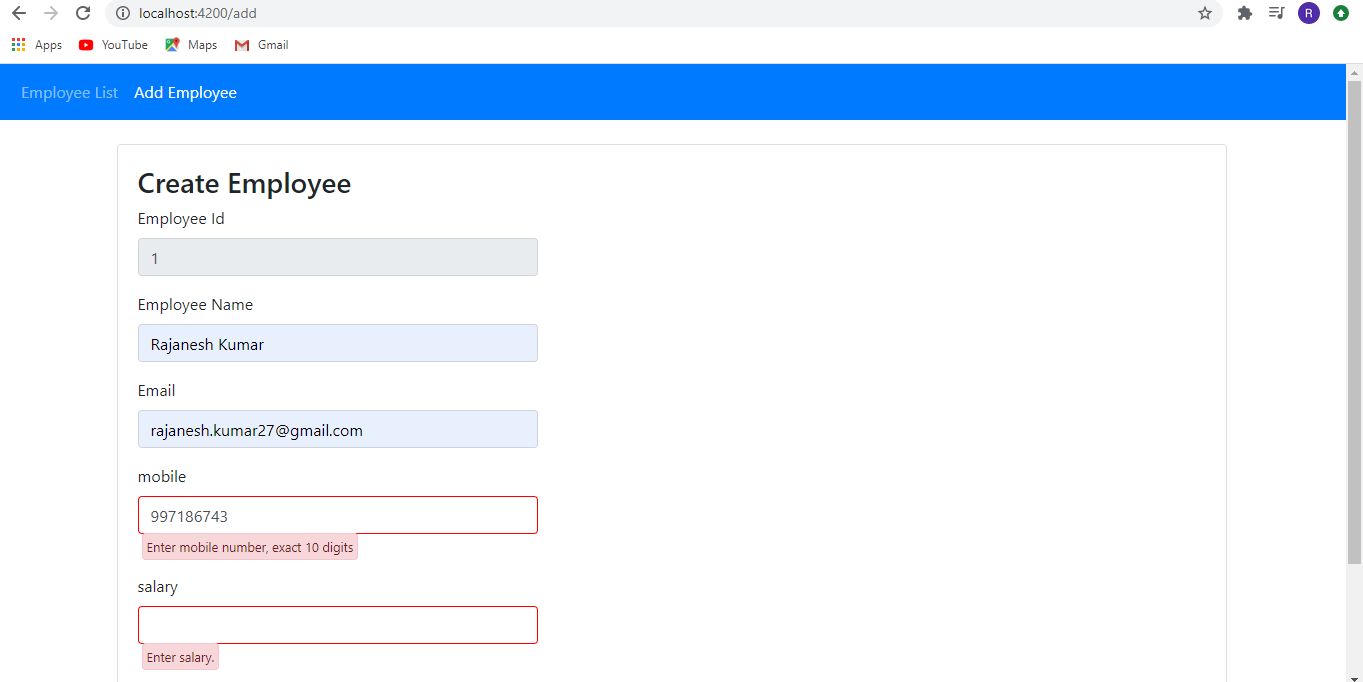 localhost:4200/add
R
Apps YouTube Maps Gmail
Employee List Add Employee
Create Employee
Employee Id
1
Employee Name
Rajanesh Kumar
Email
rajanesh.kumar27@gmail.com
mobile
997186743
Enter mobile number, exact 10 digits
salary
Enter salary.